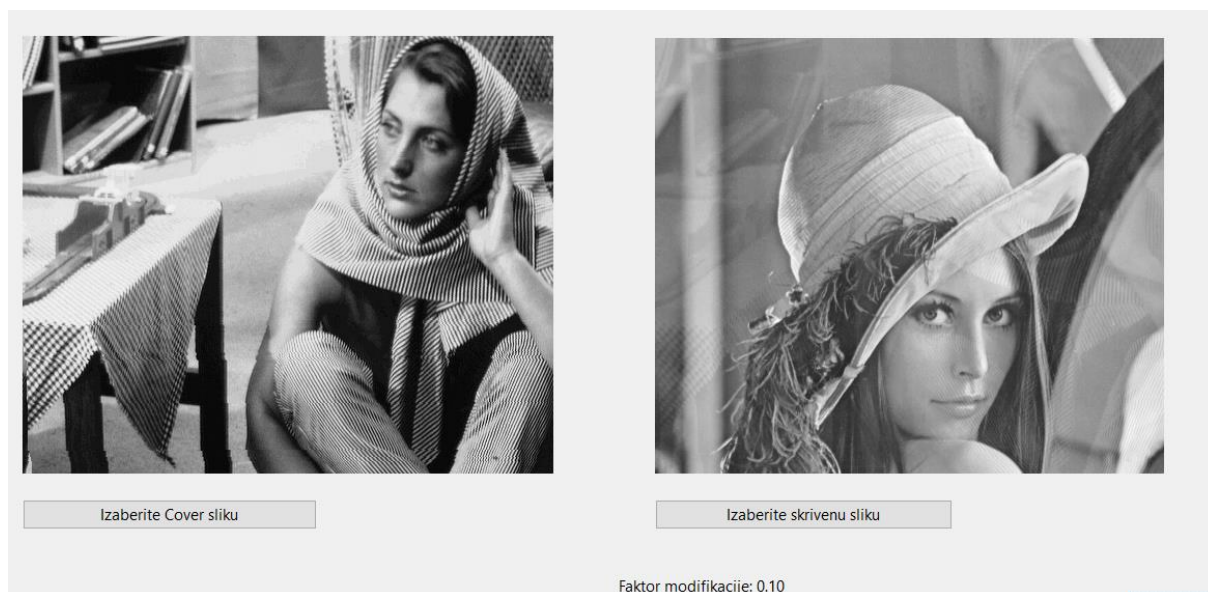 Izaberite Cover sliku
Izaberite skrivenu sliku
Faktor modifikacije: 0.10